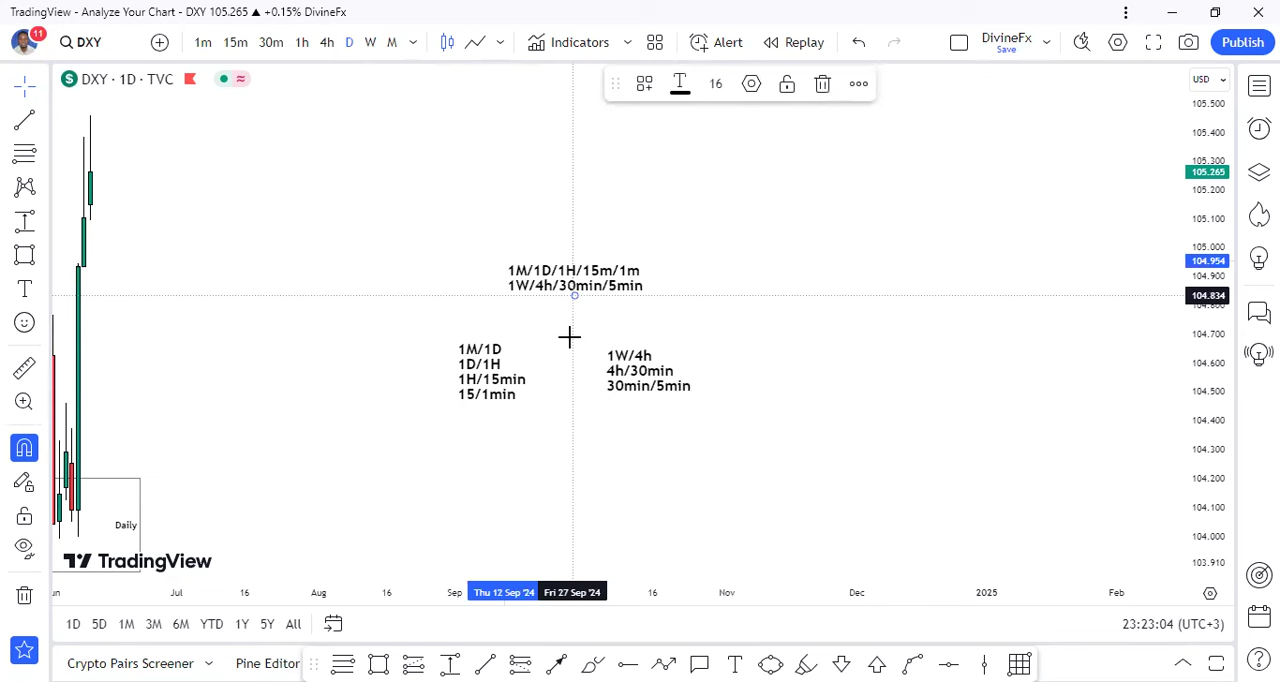 TradingView - Analyze Your Chart - DXY 105.265 ▲ +0.15% DivineFx
11
DXY
1m 15m 30m 1h 4h D W M
Indicators
Alert
Replay
DivineFx
Save
Publish
DXY · 1D · TVC
16
USD
105.500
105.400
105.300
105.265
105.200
105.100
105.000
104.954
104.900
104.834
104.800
104.700
104.600
104.500
104.400
104.300
104.200
104.100
104.000
103.910
1M/1D/1H/15m/1m
1W/4h/30min/5min
1M/1D
1D/1H
1H/15min
15/1min
1W/4h
4h/30min
30min/5min
Daily
TradingView
un Jul 16 Aug 16 Sep Thu 12 Sep '24 Fri 27 Sep '24 16 Nov Dec 2025 Feb
1D 5D 1M 3M 6M YTD 1Y 5Y All
23:23:04 (UTC+3)
Crypto Pairs Screener
Pine Editor